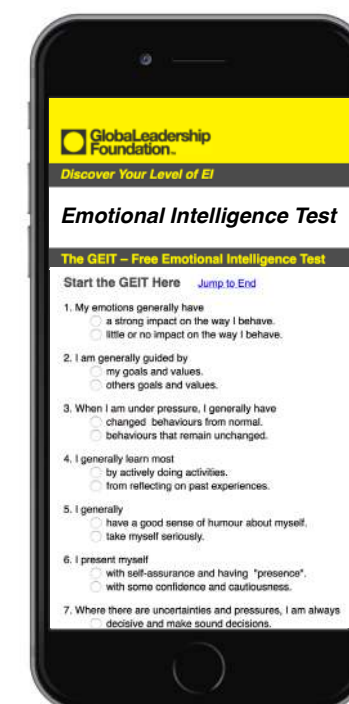 GlobaLeadership
Foundation™
Discover Your Level of EI
Emotional Intelligence Test
The GEIT – Free Emotional Intelligence Test
Start the GEIT Here Jump to End
1. My emotions generally have
a strong impact on the way I behave.
little or no impact on the way I behave.
2. I am generally guided by
my goals and values.
others goals and values.
3. When I am under pressure, I generally have
changed behaviours from normal.
behaviours that remain unchanged.
4. I generally learn most
by actively doing activities.
from reflecting on past experiences.
5. I generally
have a good sense of humour about myself.
take myself seriously.
6. I present myself
with self-assurance and having "presence".
with some confidence and cautiousness.
7. Where there are uncertainties and pressures, I am always
decisive and make sound decisions.